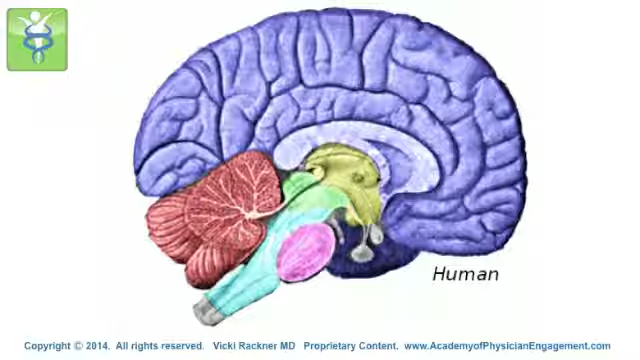 Human
Copyright © 2014. All rights reserved. Vicki Rackner MD Proprietary Content. www.AcademyofPhysicianEngagement.com